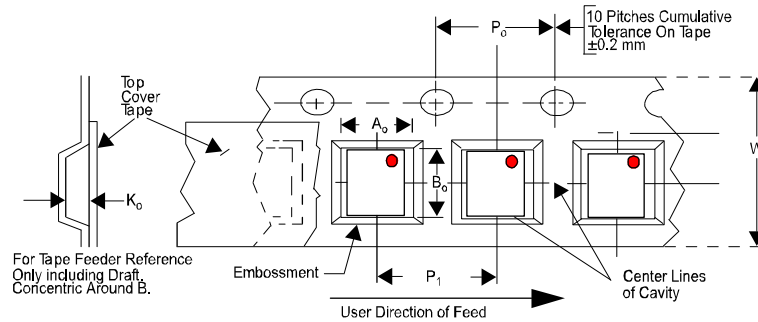 Po
10 Pitches Cumulative
Tolerance On Tape
±0.2 mm
Top
Cover
Tape
Ao
W
Bo
Ko
For Tape Feeder Reference
Only including Draft.
Concentric Around B.
Embossment
P1
Center Lines
of Cavity
User Direction of Feed